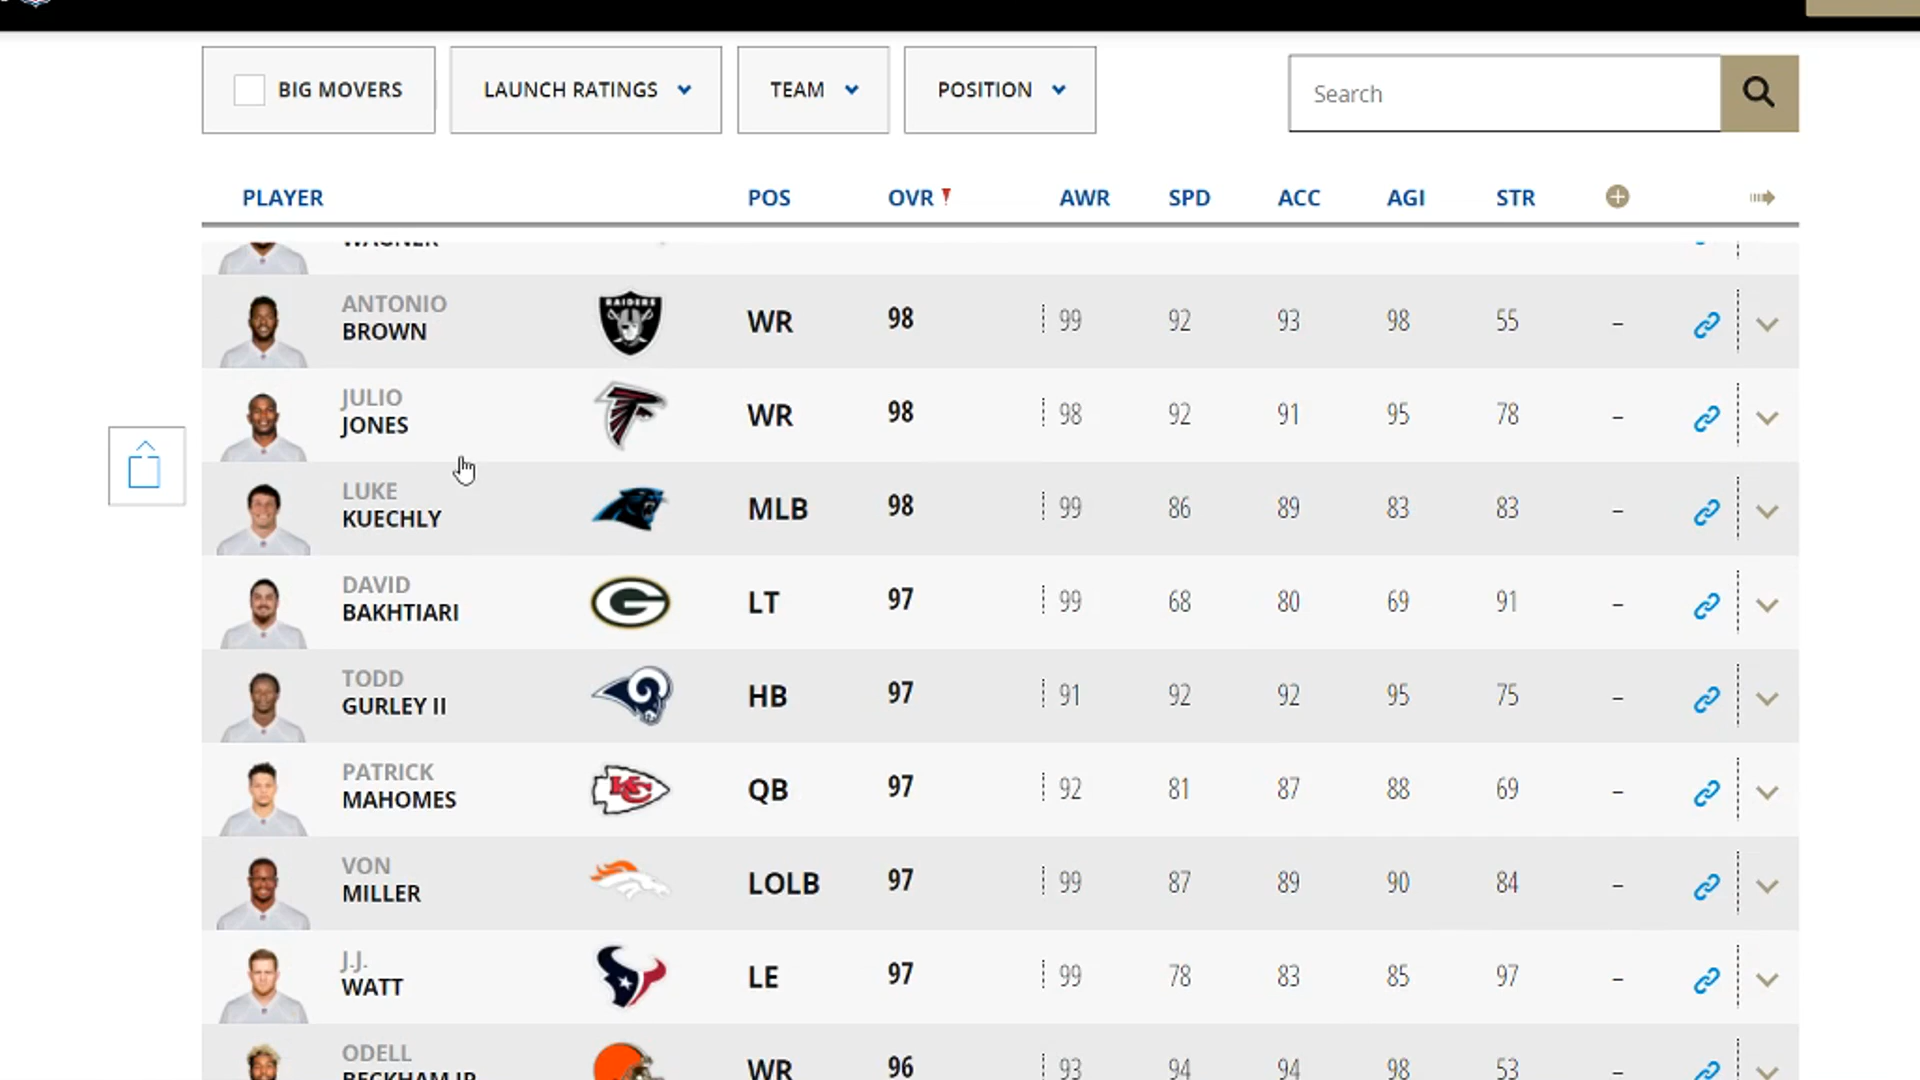 BIG MOVERS LAUNCH RATINGS TEAM POSITION Search
PLAYER POS OVR AWR SPD ACC AGI STR
WAGNER
ANTONIO
BROWN RAIDERS WR 98 99 92 93 98 55 –
JULIO
JONES WR 98 98 92 91 95 78 –
LUKE
KUECHLY MLB 98 99 86 89 83 83 –
DAVID
BAKHTIARI G LT 97 99 68 80 69 91 –
TODD
GURLEY II HB 97 91 92 92 95 75 –
PATRICK
MAHOMES KC QB 97 92 81 87 88 69 –
VON
MILLER LOLB 97 99 87 89 90 84 –
J.J.
WATT LE 97 99 78 83 85 97 –
ODELL
BECKHAM JR WR 96 93 94 94 98 53 –